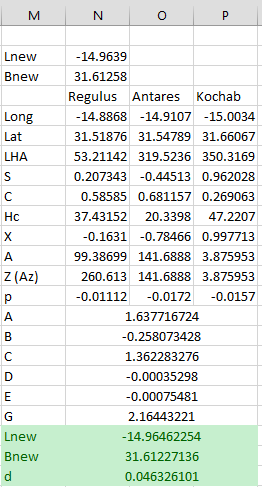 M N O P
Lnew -14.9639
Bnew 31.61258
Regulus Antares Kochab
Long -14.8868 -14.9107 -15.0034
Lat 31.51876 31.54789 31.66067
LHA 53.21142 319.5236 350.3169
S 0.207343 -0.44513 0.962028
C 0.58585 0.681157 0.269063
Hc 37.43152 20.3398 47.2207
X -0.1631 -0.78466 0.997713
A 99.38699 141.6888 3.875953
Z (Az) 260.613 141.6888 3.875953
p -0.01112 -0.0172 -0.0157
A 1.637716724
B -0.258073428
C 1.362283276
D -0.00035298
E -0.00075481
G 2.16443221
Lnew -14.96462254
Bnew 31.61227136
d 0.046326101